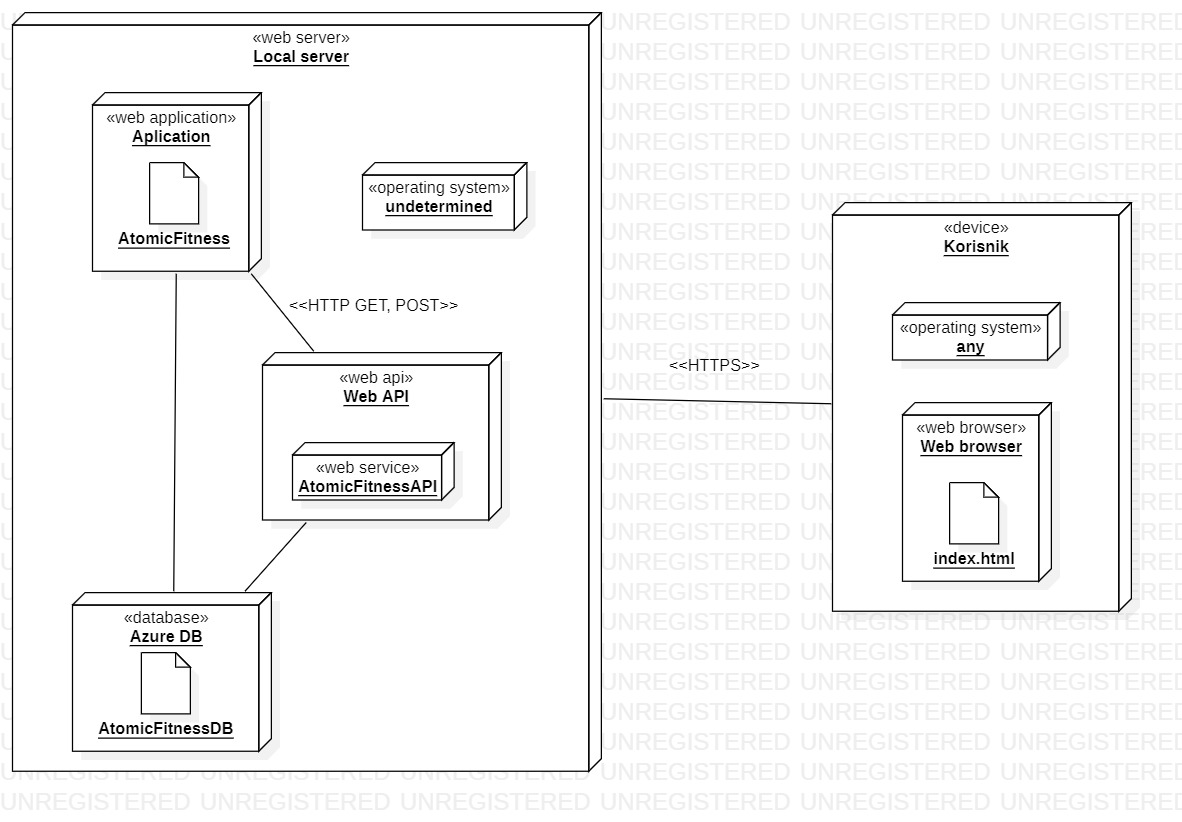 «web server»
Local server
«web application»
Aplication
AtomicFitness
«operating system»
undetermined
<<HTTP GET, POST>>
«web api»
Web API
«web service»
AtomicFitnessAPI
«database»
Azure DB
AtomicFitnessDB
<<HTTPS>>
«device»
Korisnik
«operating system»
any
«web browser»
Web browser
index.html
UNREGISTERED UNREGISTERED UNREGISTERED UNREGISTERED UNREGISTERED UNREGISTERED